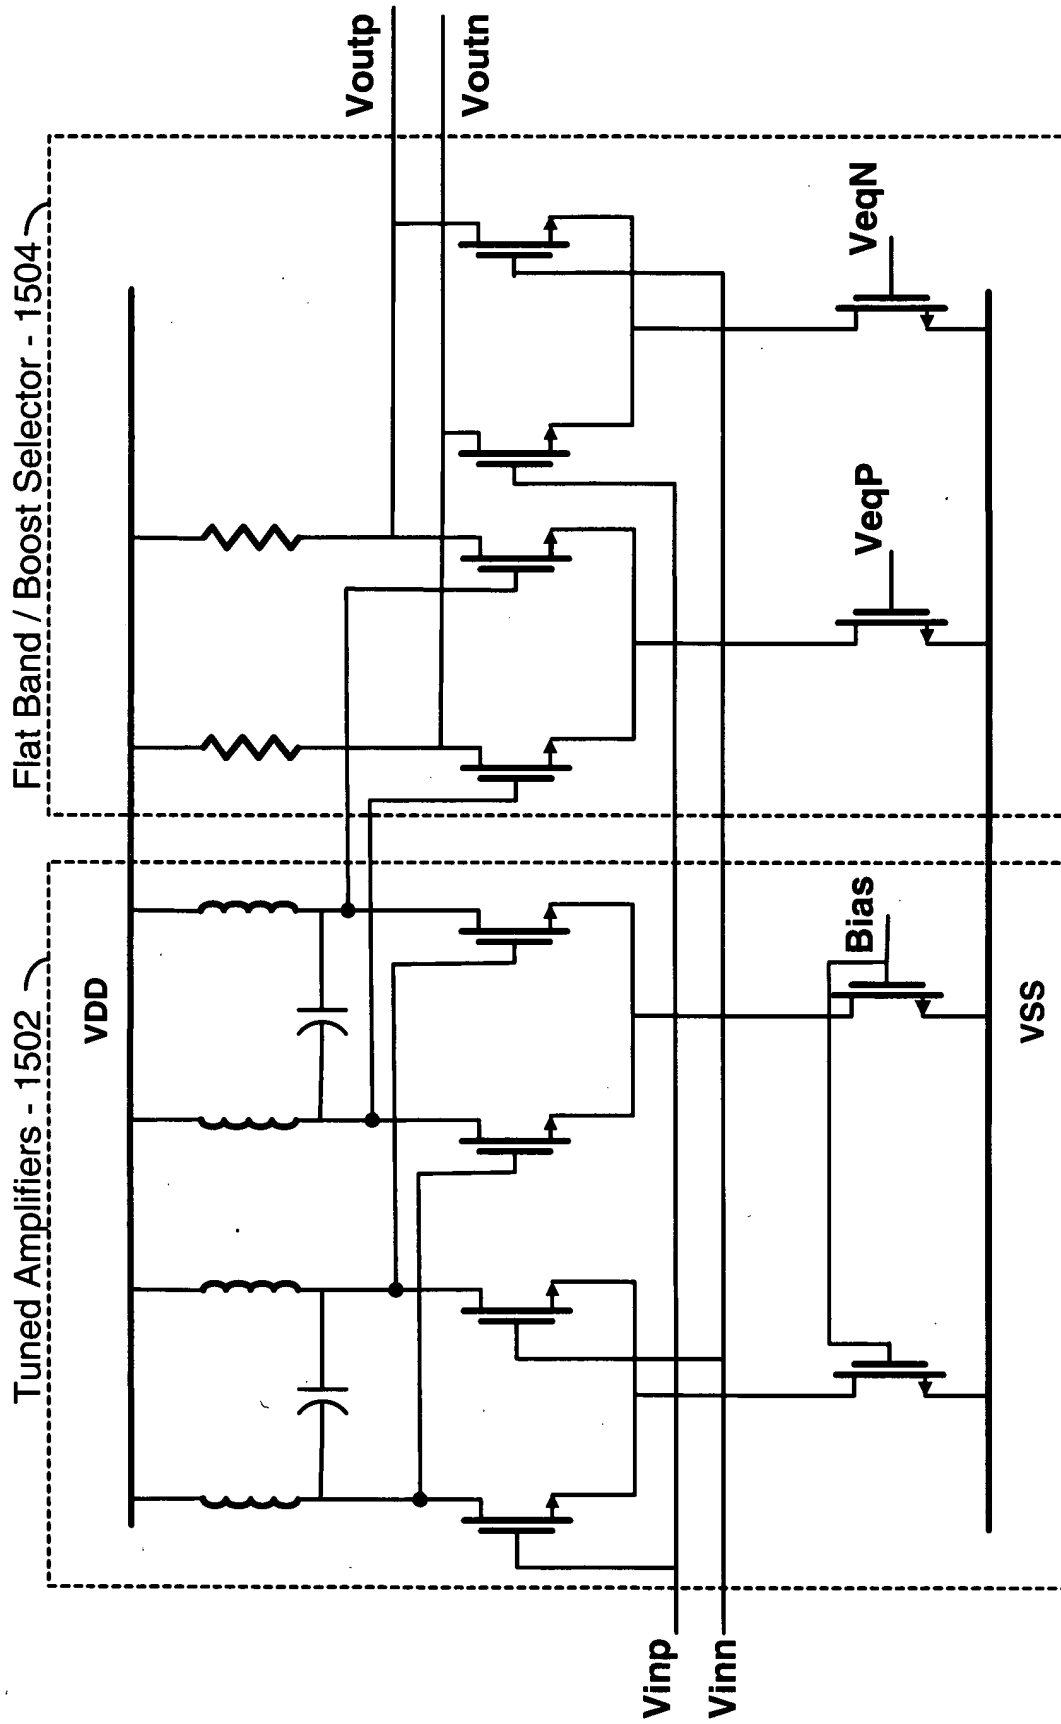 Tuned Amplifiers - 1502
Flat Band / Boost Selector - 1504
VDD
Voutp
Voutn
Vinp
Vinn
Bias
VeqP
VeqN
VSS